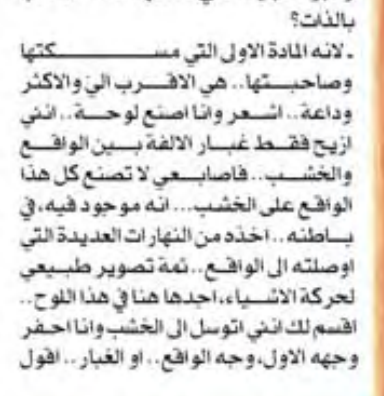 بالذات؟
ـ لانه المادة الاولى التي مسكتها
وصاحبتها.. هي الاقرب الي والاكثر
وداعة.. اشعر وانا اصنع لوحة.. انني
ازيح فقط غبار الالفة بين الواقع
والخشب.. فاصابعي لا تصنع كل هذا
الواقع على الخشب... انه موجود فيه، في
باطنه.. اخذه من النهارات العديدة التي
اوصلته الى الواقع.. ثمة تصوير طبيعي
لحركة الاشياء، اجدها هنا في هذا اللوح..
اقسم لك انني اتوسل الى الخشب وانا احفر
وجهه الاول، وجه الواقع.. او الغبار.. اقول